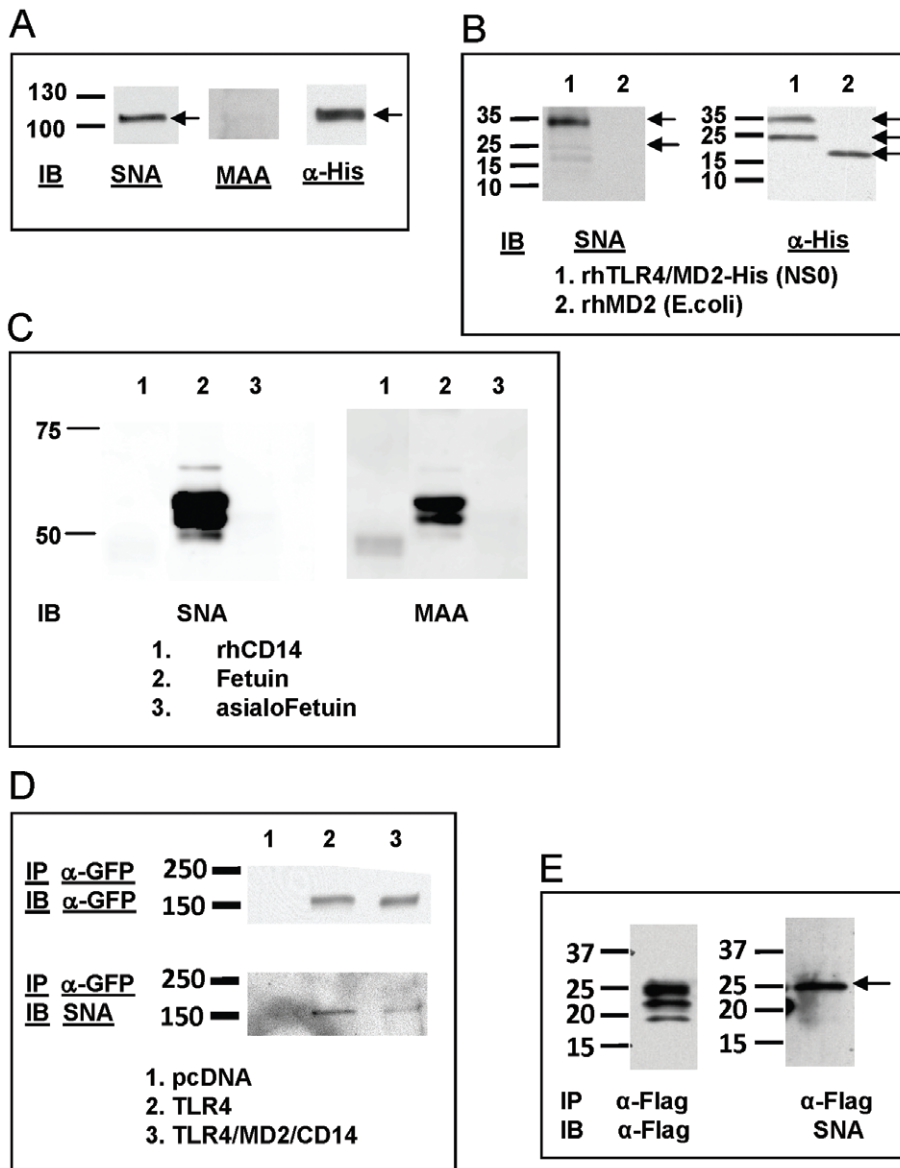 A
130
100
IB SNA MAA α-His
B
1 2 1 2
35 35
25 25
15 15
10 10
IB SNA α-His
1. rhTLR4/MD2-His (NS0)
2. rhMD2 (E.coli)
C
1 2 3 1 2 3
75
50
IB SNA MAA
1. rhCD14
2. Fetuin
3. asialoFetuin
D
1 2 3
IP α-GFP 250
IB α-GFP 150
IP α-GFP 250
IB SNA 150
1. pcDNA
2. TLR4
3. TLR4/MD2/CD14
E
37 37
25 25
20 20
15 15
IP α-Flag α-Flag
IB α-Flag SNA